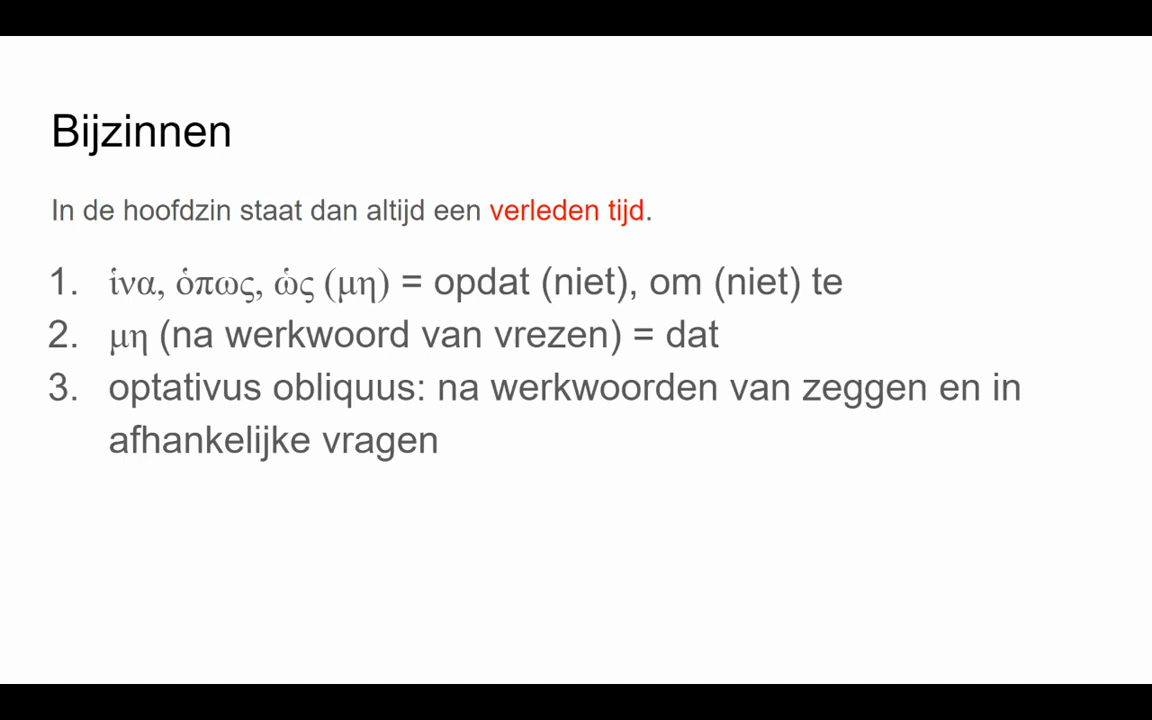 Bijzinnen
In de hoofdzin staat dan altijd een verleden tijd.
1. ἱνα, ὁπως, ὡς (μη) = opdat (niet), om (niet) te
2. μη (na werkwoord van vrezen) = dat
3. optativus obliquus: na werkwoorden van zeggen en in
afhankelijke vragen